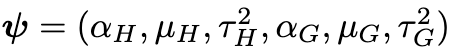 𝝍 = (α_H, μ_H, τ_H^2, α_G, μ_G, τ_G^2)